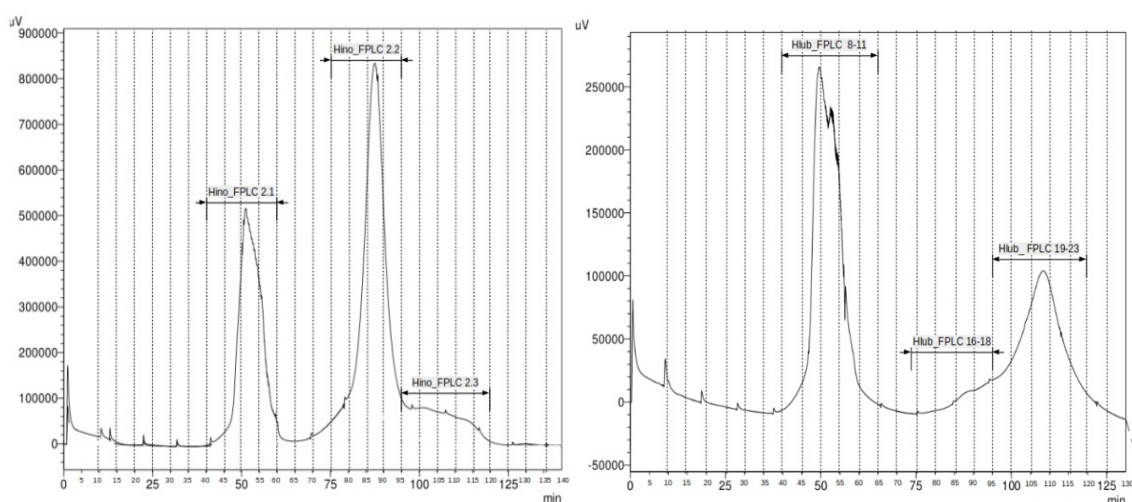 µV
900000
Hino_FPLC 2.2
800000
700000
600000
Hino_FPLC 2.1
500000
400000
300000
200000
Hino_FPLC 2.3
100000
0
0 5 10 15 20 25 30 35 40 45 50 55 60 65 70 75 80 85 90 95 100 105 110 115 120 125 130 135 140
min
µV
Hlub_FPLC 8-11
250000
200000
150000
Hlub_ FPLC 19-23
100000
Hlub_FPLC 16-18
50000
0
-50000
0 5 10 15 20 25 30 35 40 45 50 55 60 65 70 75 80 85 90 95 100 105 110 115 120 125 130
min